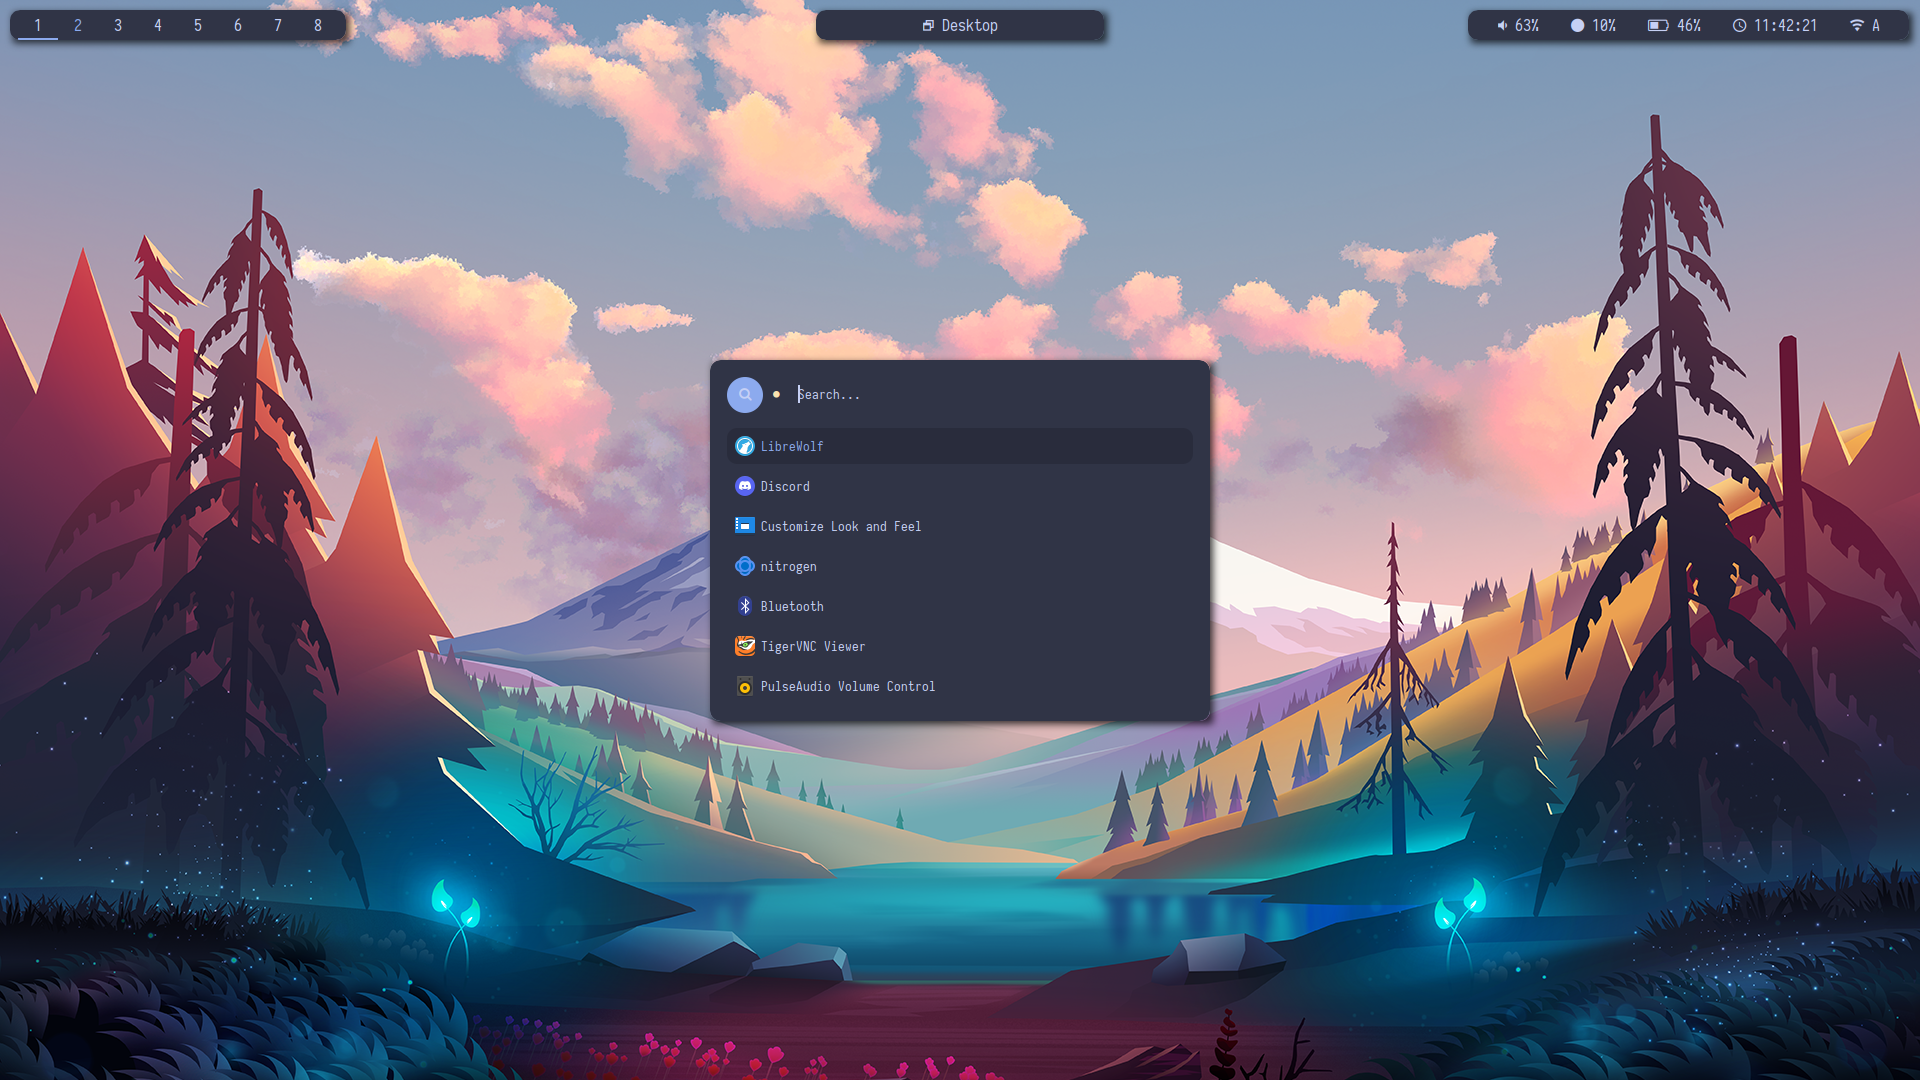 1 2 3 4 5 6 7 8
Desktop
63% 10% 46% 11:42:21 A
Search...
LibreWolf
Discord
Customize Look and Feel
nitrogen
Bluetooth
TigerVNC Viewer
PulseAudio Volume Control